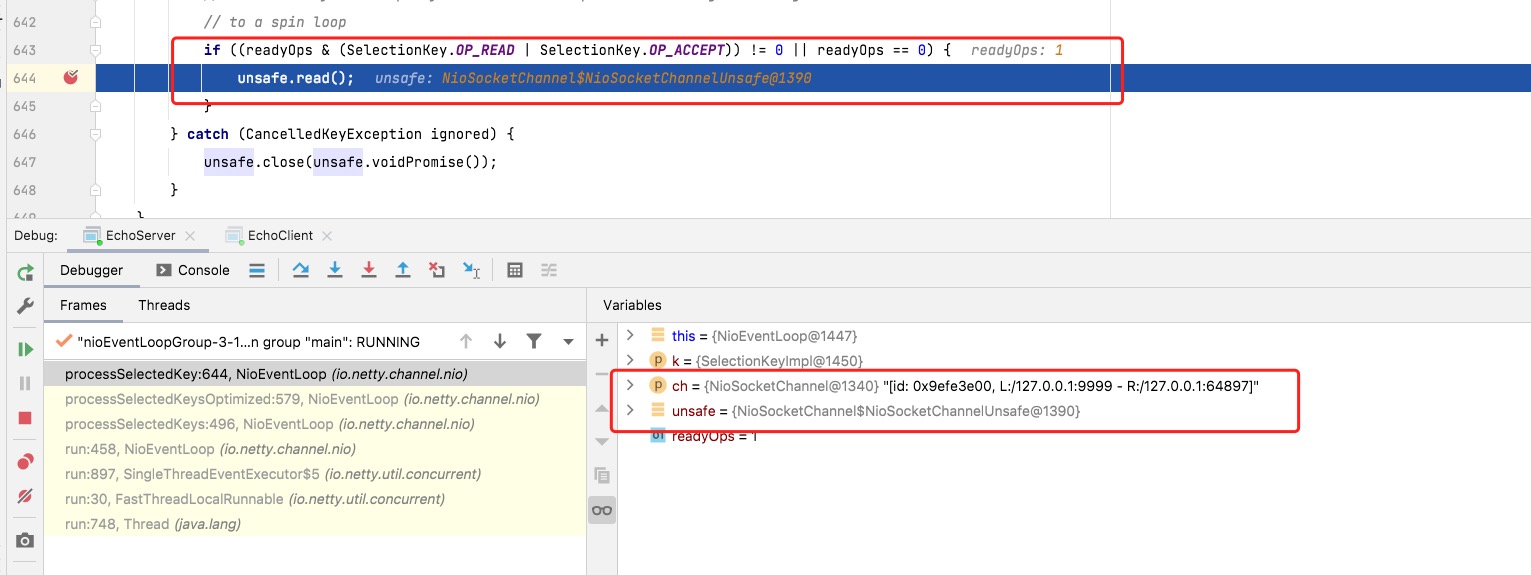 642 // to a spin loop
643 if ((readyOps & (SelectionKey.OP_READ | SelectionKey.OP_ACCEPT)) != 0 || readyOps == 0) { readyOps: 1
644 unsafe.read(); unsafe: NioSocketChannel$NioSocketChannelUnsafe@1390
645 }
646 } catch (CancelledKeyException ignored) {
647 unsafe.close(unsafe.voidPromise());
648 }
649 }
Debug: EchoServer EchoClient
Debugger Console
Frames Threads Variables
"nioEventLoopGroup-3-1...n group "main": RUNNING
processSelectedKey:644, NioEventLoop (io.netty.channel.nio)
processSelectedKeysOptimized:579, NioEventLoop (io.netty.channel.nio)
processSelectedKeys:496, NioEventLoop (io.netty.channel.nio)
run:458, NioEventLoop (io.netty.channel.nio)
run:897, SingleThreadEventExecutor$5 (io.netty.util.concurrent)
run:30, FastThreadLocalRunnable (io.netty.util.concurrent)
run:748, Thread (java.lang)
this = {NioEventLoop@1447}
p k = {SelectionKeyImpl@1450}
p ch = {NioSocketChannel@1340} "[id: 0x9efe3e00, L:/127.0.0.1:9999 - R:/127.0.0.1:64897]"
unsafe = {NioSocketChannel$NioSocketChannelUnsafe@1390}
01 readyOps = 1